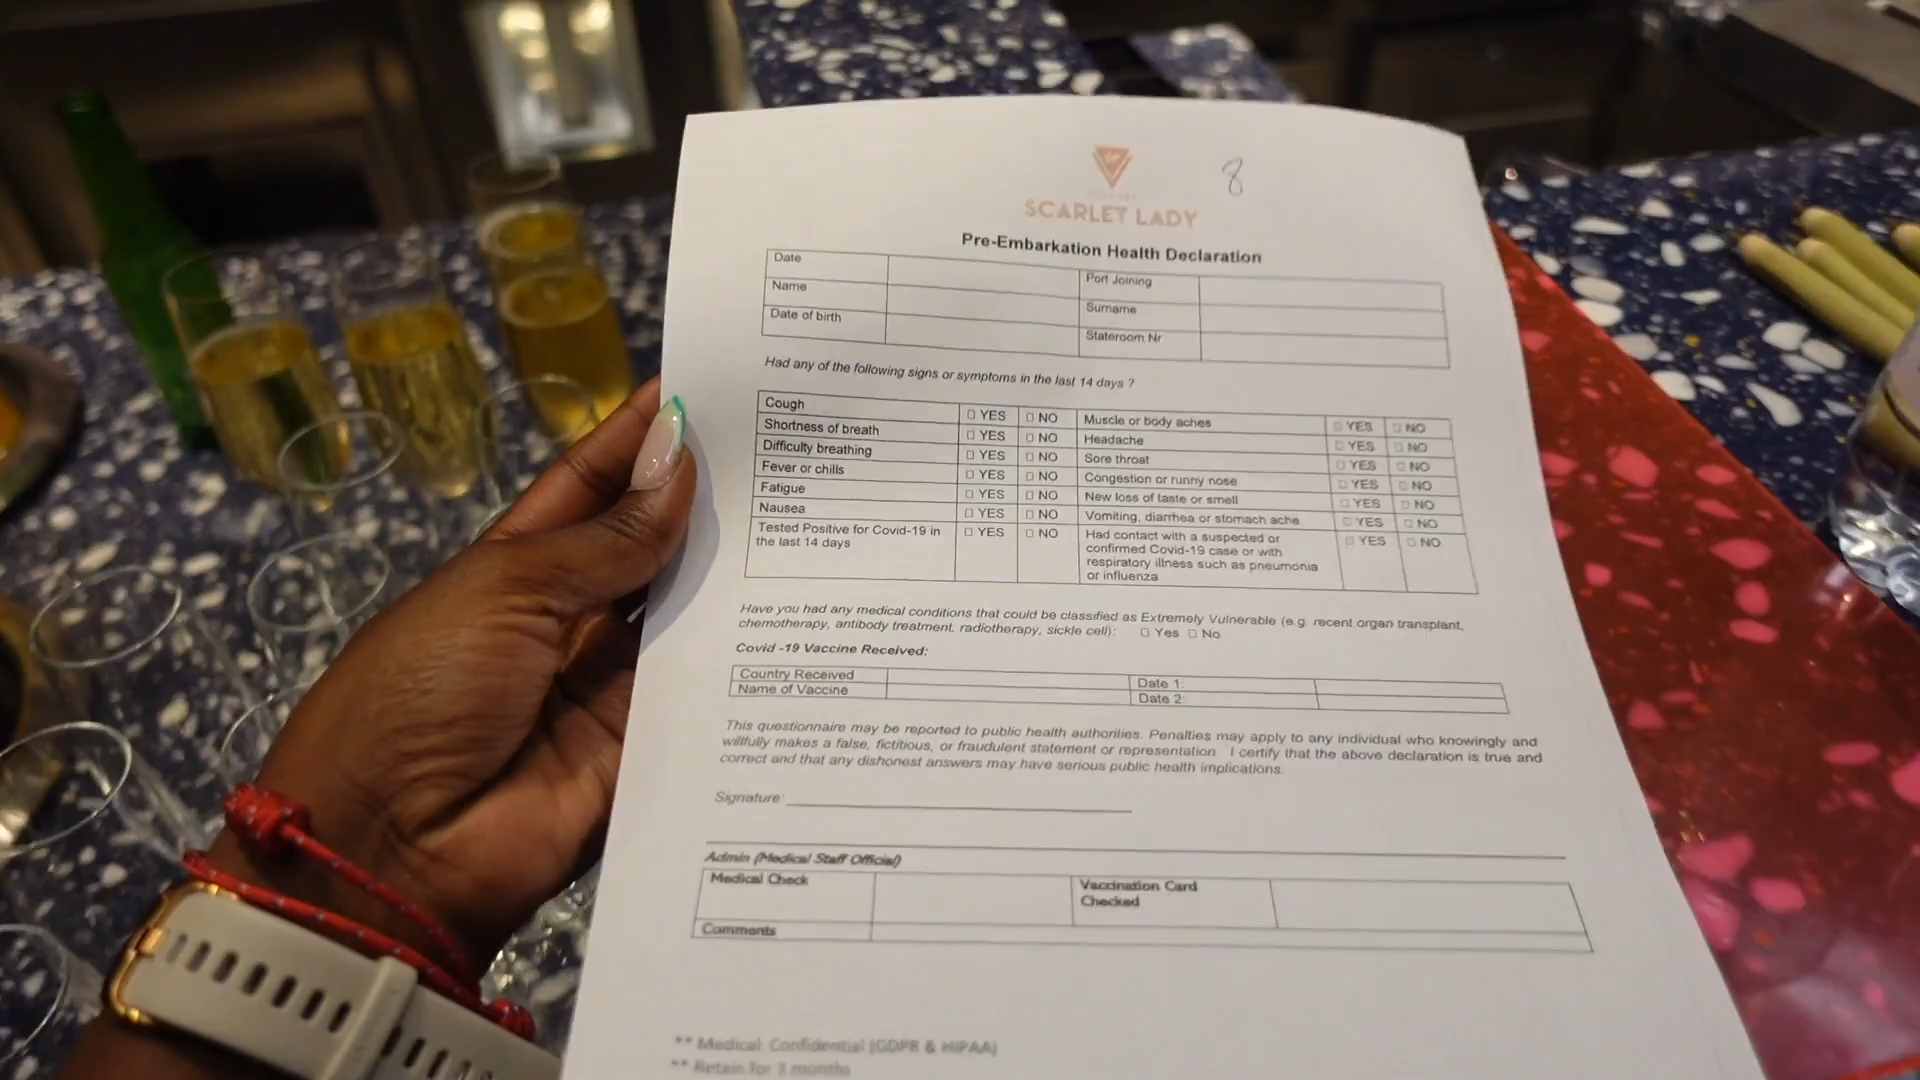 8
SCARLET LADY
Pre-Embarkation Health Declaration
Date Port Joining
Name Surname
Date of birth Stateroom Nr
Had any of the following signs or symptoms in the last 14 days ?
Cough □ YES □ NO Muscle or body aches □ YES □ NO
Shortness of breath □ YES □ NO Headache □ YES □ NO
Difficulty breathing □ YES □ NO Sore throat □ YES □ NO
Fever or chills □ YES □ NO Congestion or runny nose □ YES □ NO
Fatigue □ YES □ NO New loss of taste or smell □ YES □ NO
Nausea □ YES □ NO Vomiting, diarrhea or stomach ache □ YES □ NO
Tested Positive for Covid-19 in □ YES □ NO Had contact with a suspected or □ YES □ NO
the last 14 days confirmed Covid-19 case or with
respiratory illness such as pneumonia
or influenza
Have you had any medical conditions that could be classified as Extremely Vulnerable (e.g. recent organ transplant,
chemotherapy, antibody treatment, radiotherapy, sickle cell): □ Yes □ No
Covid -19 Vaccine Received:
Country Received Date 1:
Name of Vaccine Date 2:
This questionnaire may be reported to public health authorities. Penalties may apply to any individual who knowingly and
willfully makes a false, fictitious, or fraudulent statement or representation I certify that the above declaration is true and
correct and that any dishonest answers may have serious public health implications.
Signature:
Admin (Medical Staff Official)
Medical Check Vaccination Card
Checked
Comments
** Medical: Confidential (GDPR & HIPAA)
** Retain for 3 months